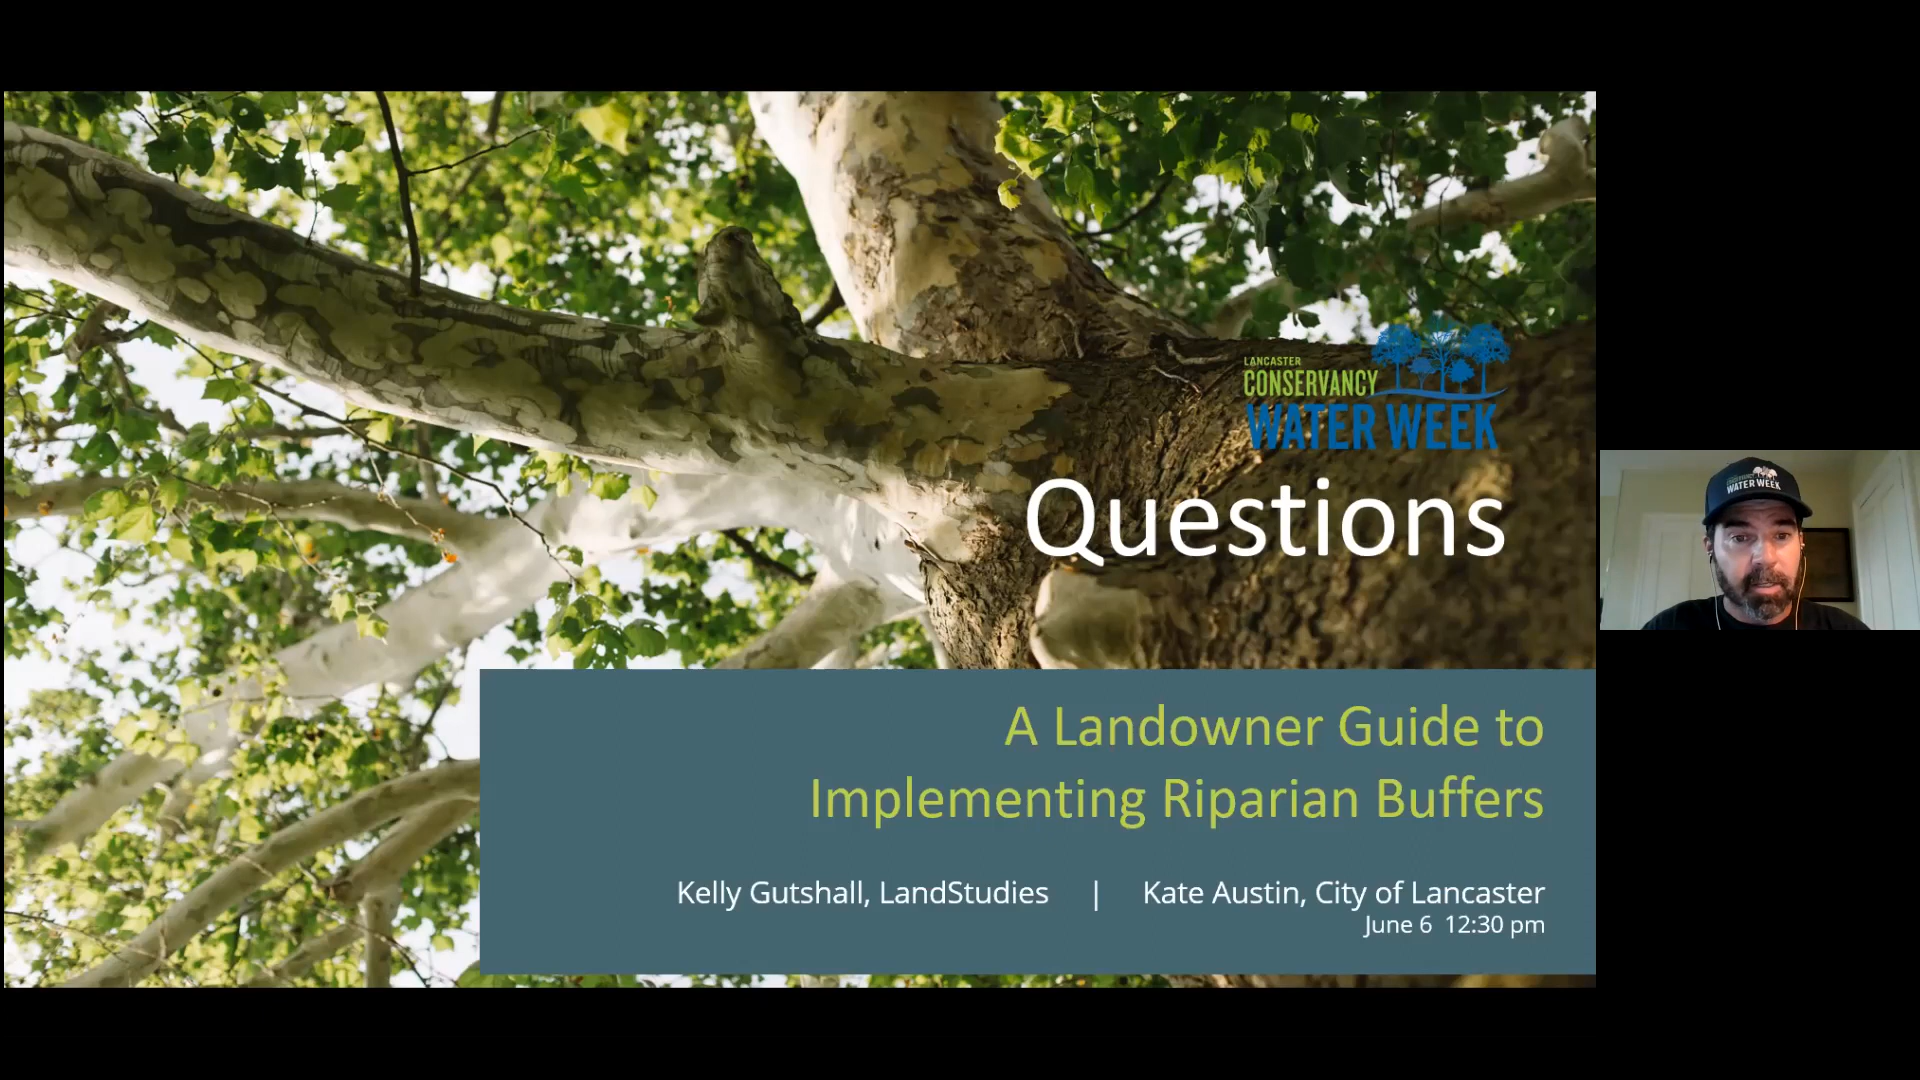 LANCASTER
CONSERVANCY
WATER WEEK
Questions
A Landowner Guide to
Implementing Riparian Buffers
Kelly Gutshall, LandStudies | Kate Austin, City of Lancaster
June 6 12:30 pm
WATER WEEK